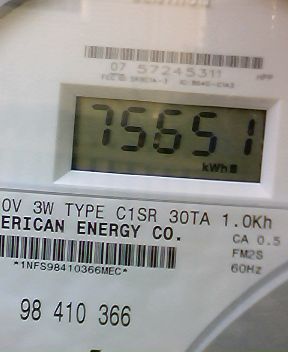 07 57245311
HPP
75651
kWh
0V 3W TYPE C1SR 30TA 1.0Kh
ERICAN ENERGY CO.
CA 0.5
FM2S
*1NFS98410366MEC*
60Hz
98 410 366